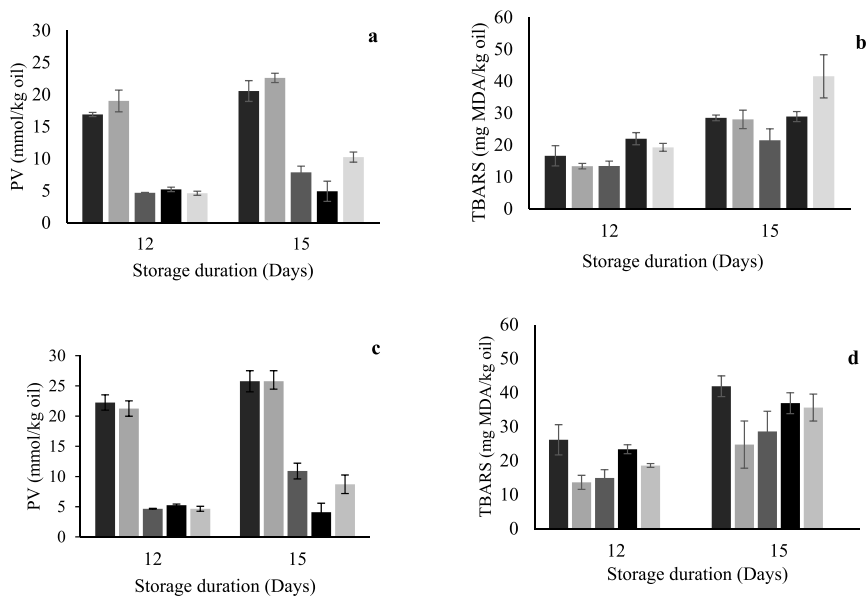 a
PV (mmol/kg oil)
30
25
20
15
10
5
0
12 15
Storage duration (Days)
b
TBARS (mg MDA/kg oil)
60
50
40
30
20
10
0
12 15
Storage duration (Days)
c
PV (mmol/kg oil)
30
25
20
15
10
5
0
12 15
Storage duration (Days)
d
TBARS (mg MDA/kg oil)
60
50
40
30
20
10
0
12 15
Storage duration (Days)